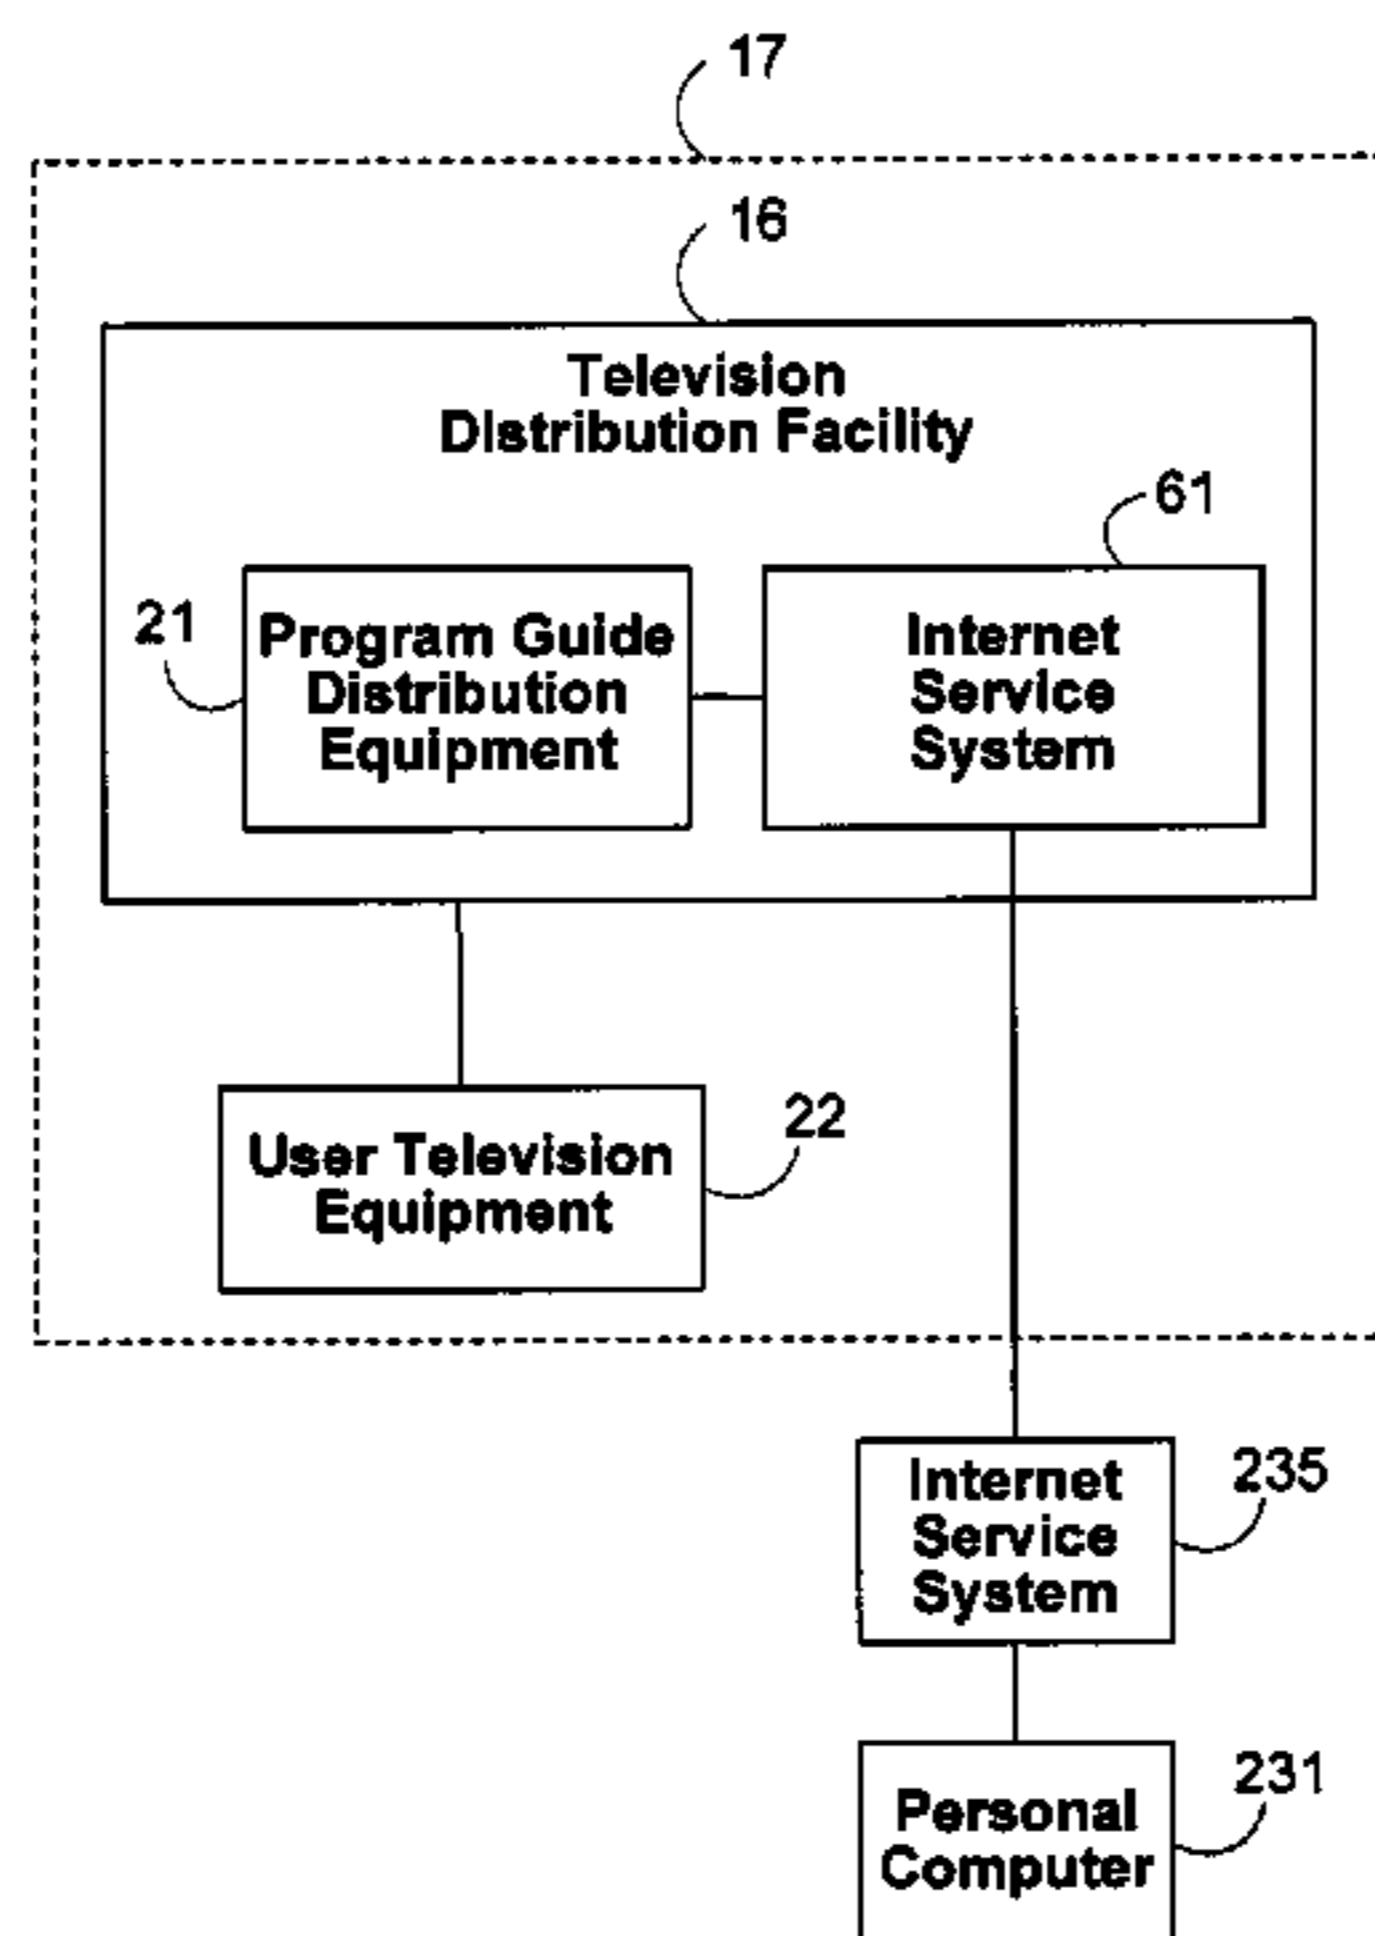 17
16
Television
Distribution Facility
61
21
Program Guide
Distribution
Equipment
Internet
Service
System
22
User Television
Equipment
235
Internet
Service
System
231
Personal
Computer